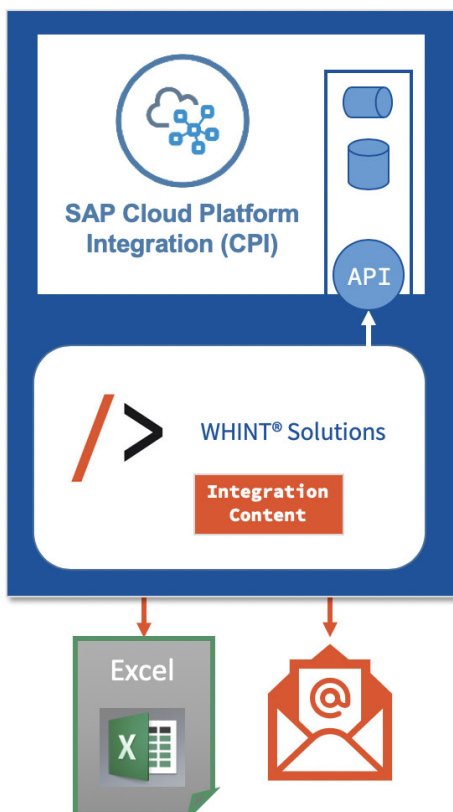 SAP Cloud Platform
Integration (CPI)
API
/>
WHINT® Solutions
Integration
Content
Excel
X
@